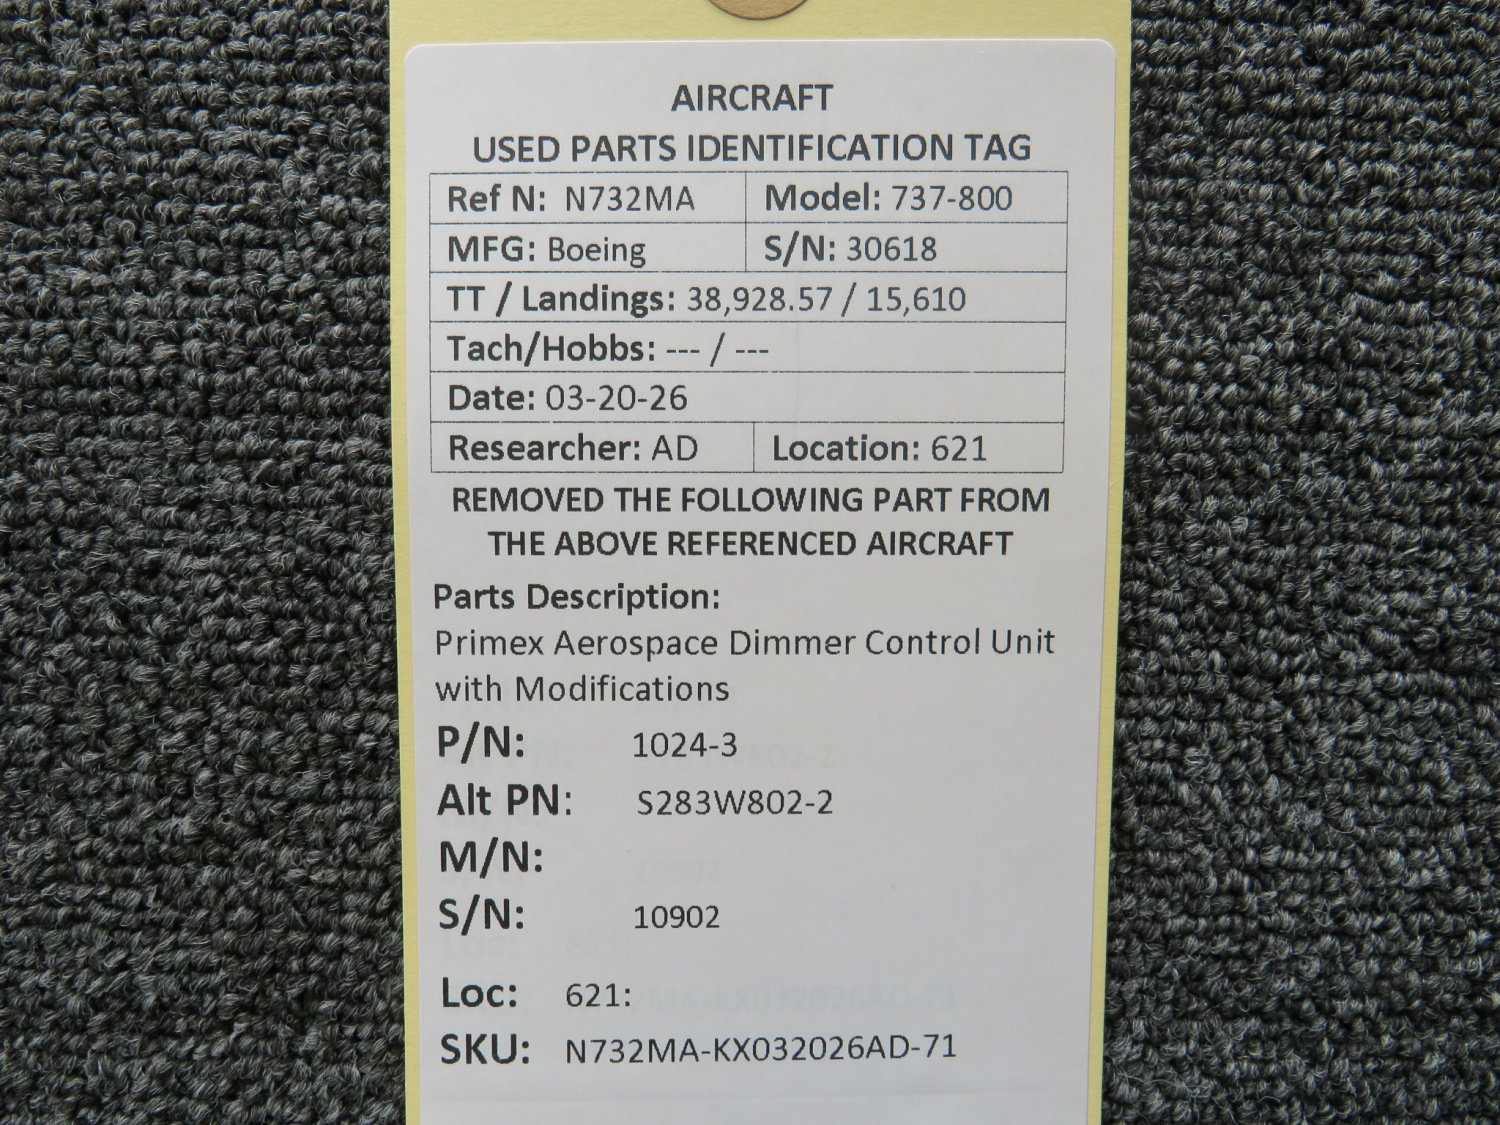 AIRCRAFT
USED PARTS IDENTIFICATION TAG
Ref N: N732MA Model: 737-800
MFG: Boeing S/N: 30618
TT / Landings: 38,928.57 / 15,610
Tach/Hobbs: --- / ---
Date: 03-20-26
Researcher: AD Location: 621
REMOVED THE FOLLOWING PART FROM
THE ABOVE REFERENCED AIRCRAFT
Parts Description:
Primex Aerospace Dimmer Control Unit
with Modifications
P/N: 1024-3
Alt PN: S283W802-2
M/N:
S/N: 10902
Loc: 621:
SKU: N732MA-KX032026AD-71